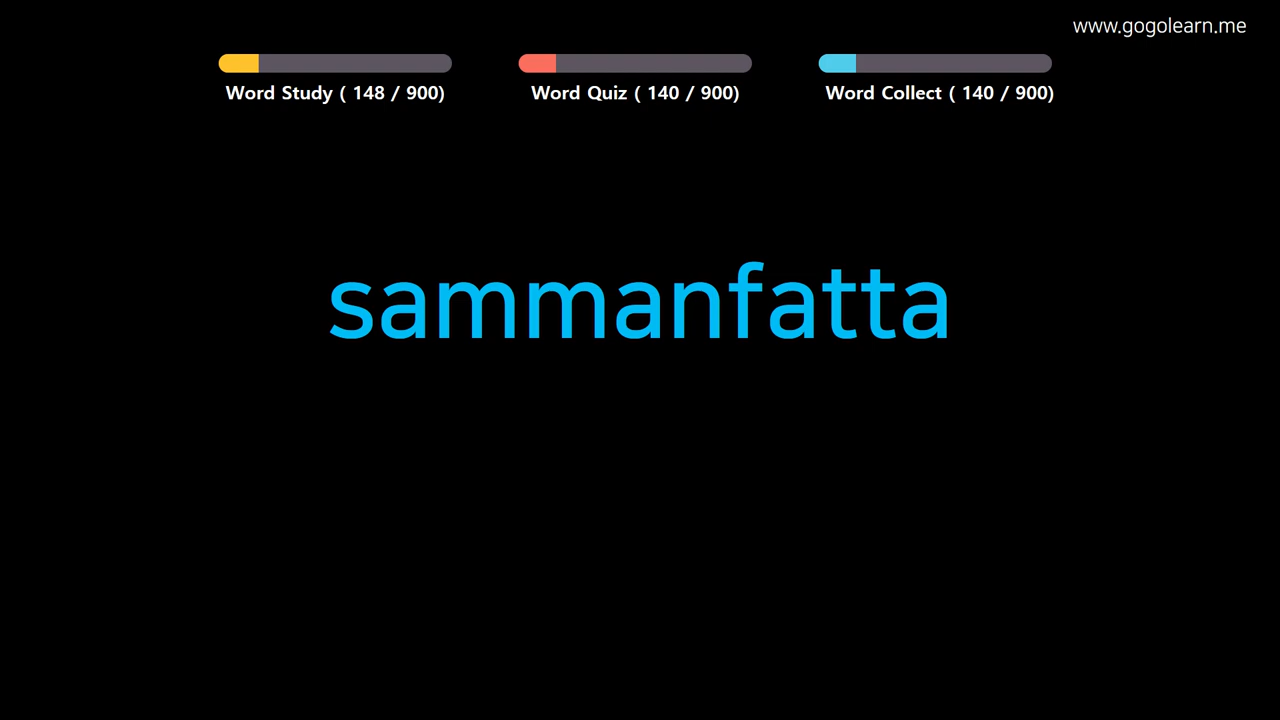 www.gogolearn.me
Word Study ( 148 / 900)
Word Quiz ( 140 / 900)
Word Collect ( 140 / 900)
sammanfatta